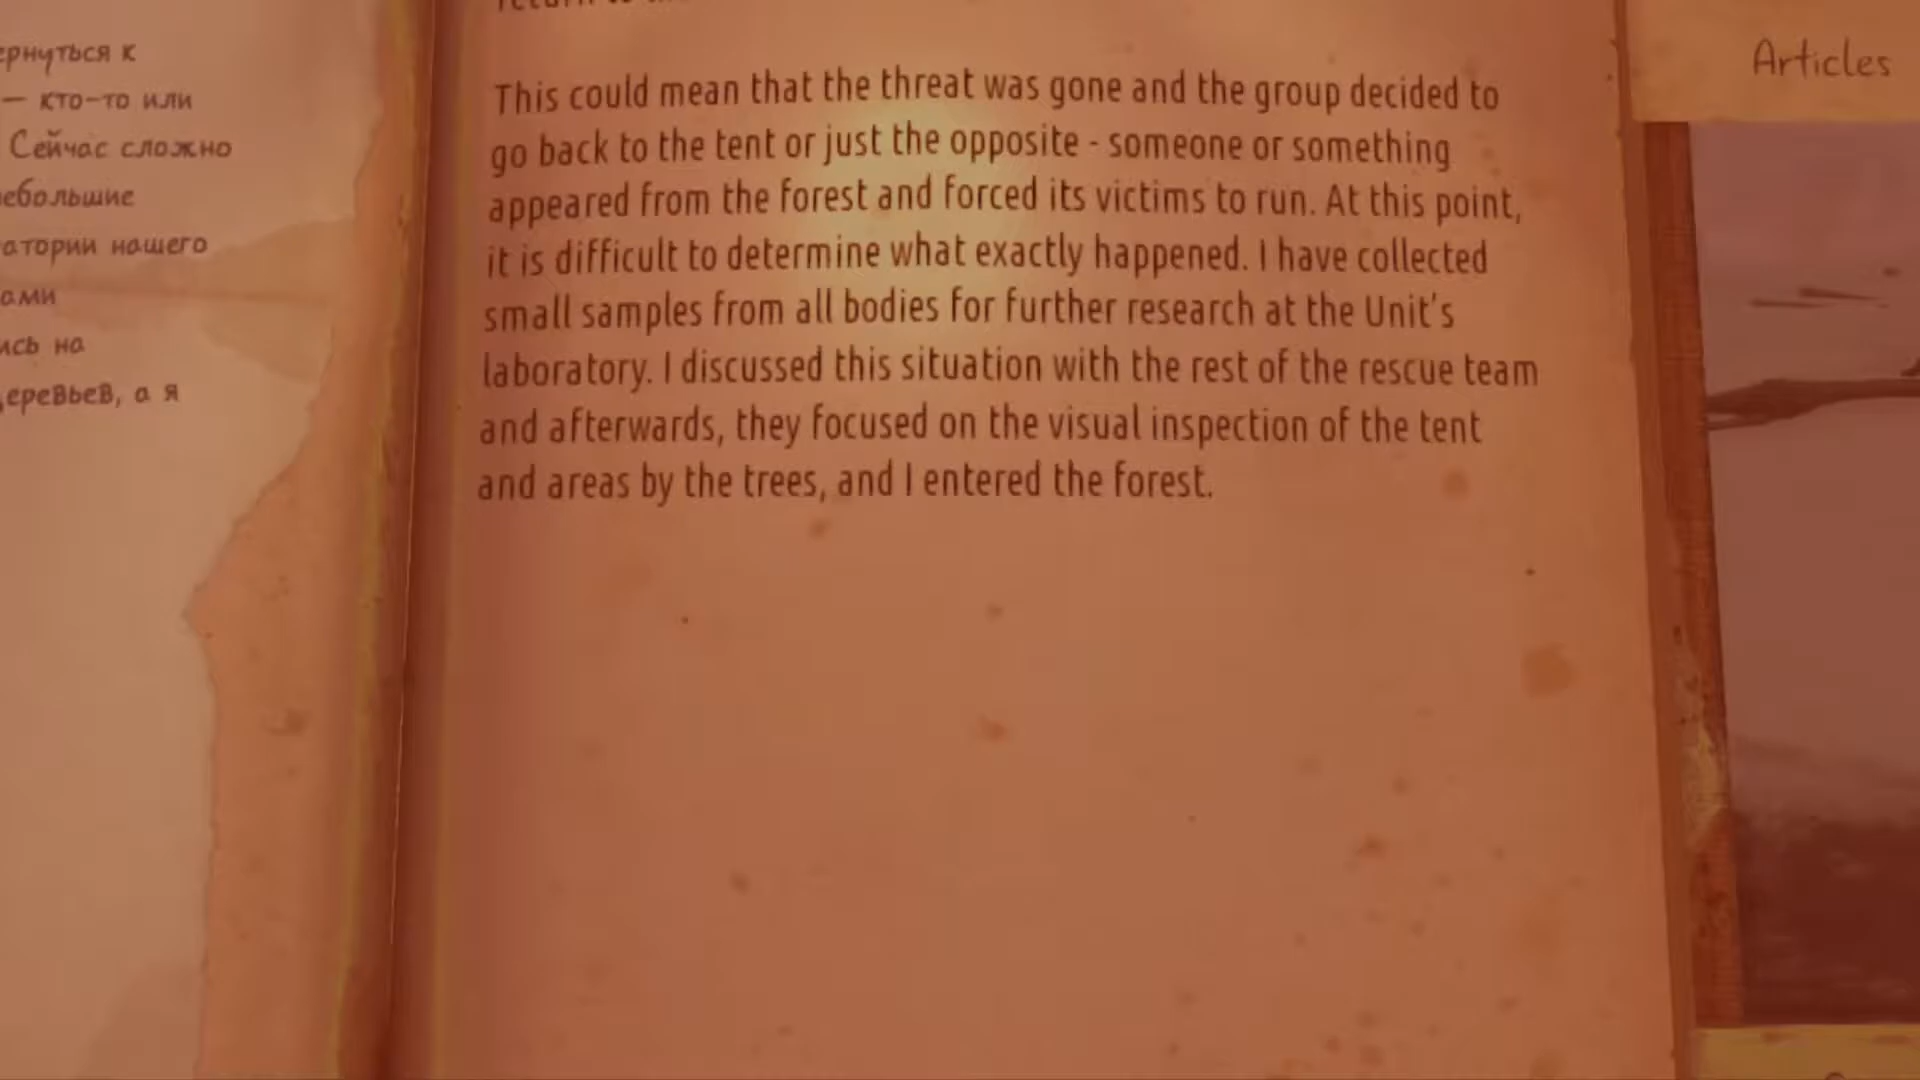 ернуться к
— кто-то или
Сейчас сложно
ебольшие
атории нашего
ами
ись на
деревьев, а я
This could mean that the threat was gone and the group decided to
go back to the tent or just the opposite - someone or something
appeared from the forest and forced its victims to run. At this point,
it is difficult to determine what exactly happened. I have collected
small samples from all bodies for further research at the Unit's
laboratory. I discussed this situation with the rest of the rescue team
and afterwards, they focused on the visual inspection of the tent
and areas by the trees, and I entered the forest.
Articles